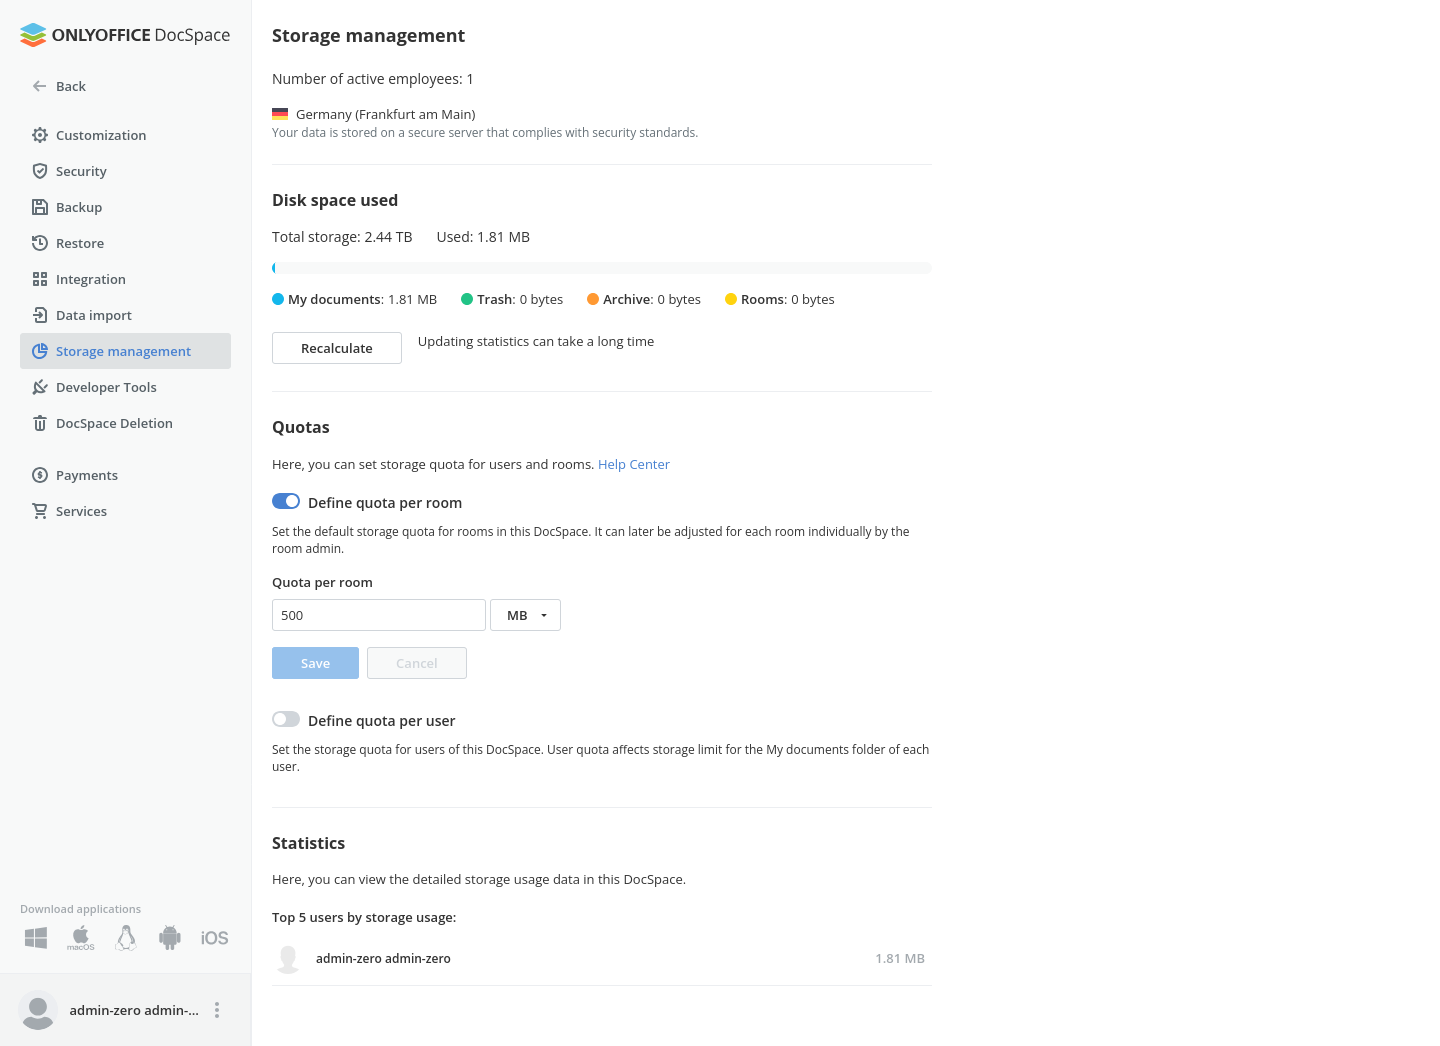 ONLYOFFICE DocSpace
Back
Customization
Security
Backup
Restore
Integration
Data import
Storage management
Developer Tools
DocSpace Deletion
Payments
Services
Download applications
macOS
iOS
admin-zero admin-...
Storage management
Number of active employees: 1
Germany (Frankfurt am Main)
Your data is stored on a secure server that complies with security standards.
Disk space used
Total storage: 2.44 TB Used: 1.81 MB
My documents: 1.81 MB Trash: 0 bytes Archive: 0 bytes Rooms: 0 bytes
Recalculate Updating statistics can take a long time
Quotas
Here, you can set storage quota for users and rooms. Help Center
Define quota per room
Set the default storage quota for rooms in this DocSpace. It can later be adjusted for each room individually by the
room admin.
Quota per room
500 MB
Save Cancel
Define quota per user
Set the storage quota for users of this DocSpace. User quota affects storage limit for the My documents folder of each
user.
Statistics
Here, you can view the detailed storage usage data in this DocSpace.
Top 5 users by storage usage:
admin-zero admin-zero 1.81 MB